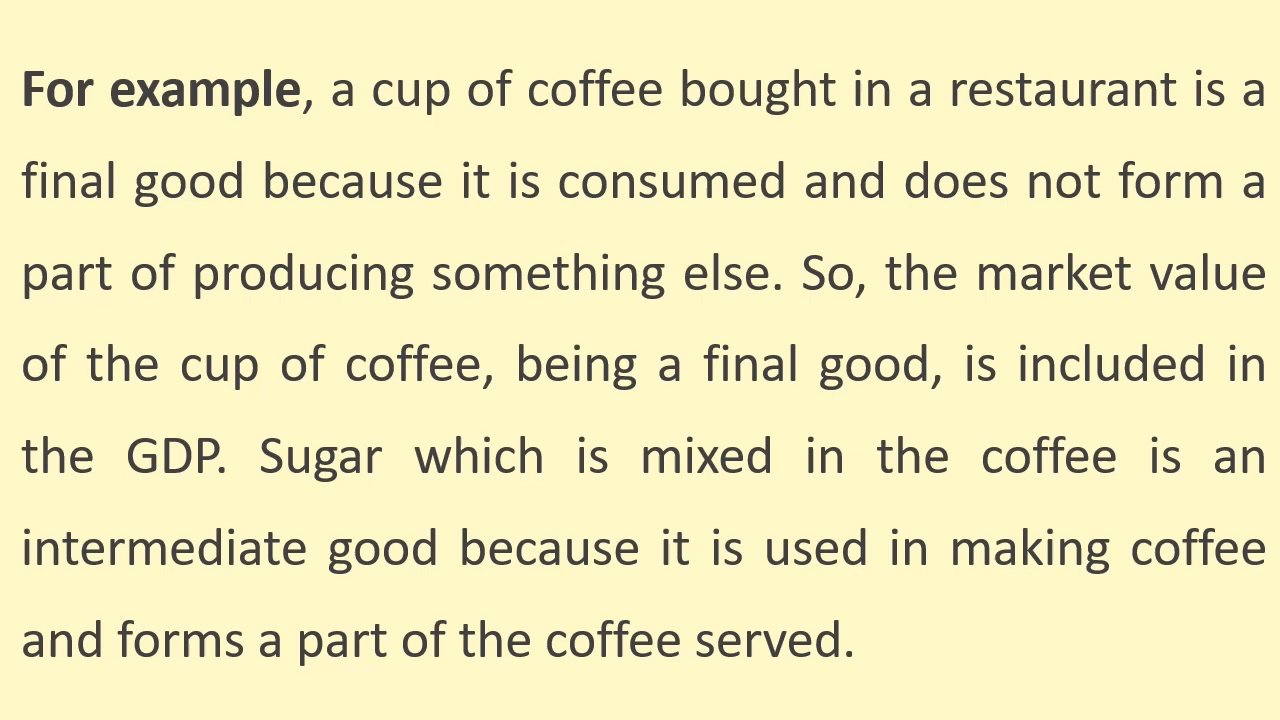 For example, a cup of coffee bought in a restaurant is a
final good because it is consumed and does not form a
part of producing something else. So, the market value
of the cup of coffee, being a final good, is included in
the GDP. Sugar which is mixed in the coffee is an
intermediate good because it is used in making coffee
and forms a part of the coffee served.